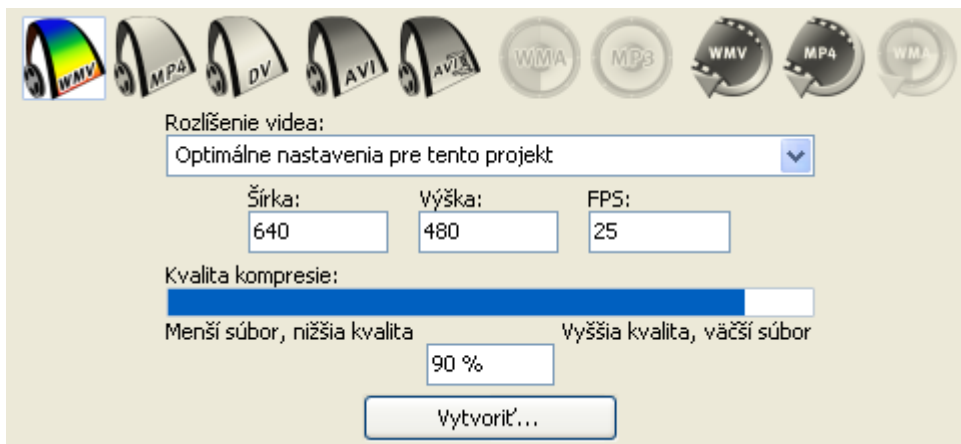 WMV MP4 DV AVI AVI WMA MP3 WMV MP4 WMA
Rozlíšenie videa:
Optimálne nastavenia pre tento projekt
Šírka: Výška: FPS:
640 480 25
Kvalita kompresie:
Menší súbor, nižšia kvalita Vyššia kvalita, väčší súbor
90 %
Vytvoriť...